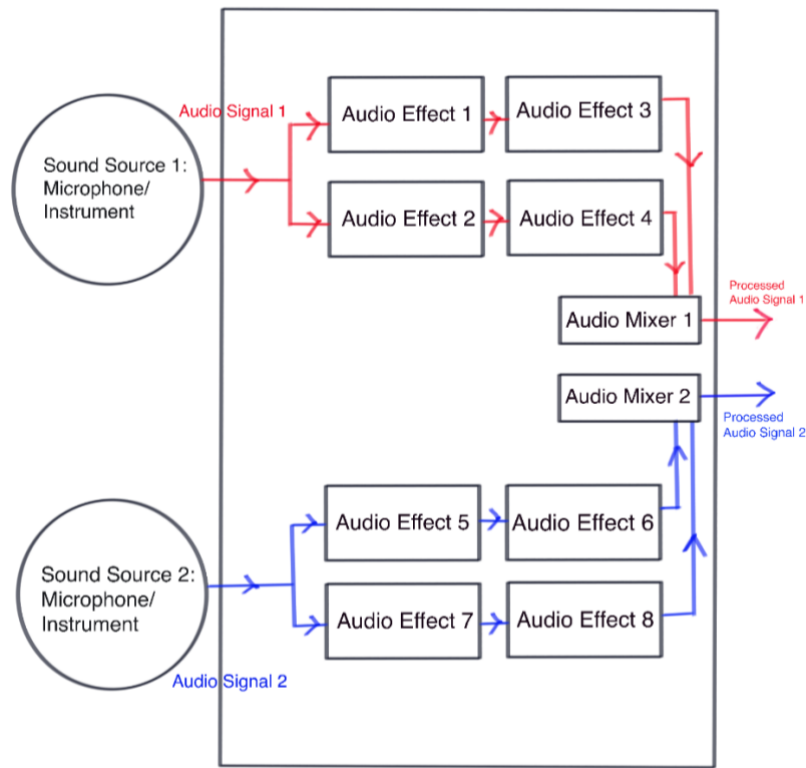 Audio Signal 1
Sound Source 1:
Microphone/
Instrument
Audio Effect 1
Audio Effect 3
Audio Effect 2
Audio Effect 4
Audio Mixer 1
Processed
Audio Signal 1
Audio Mixer 2
Processed
Audio Signal 2
Sound Source 2:
Microphone/
Instrument
Audio Effect 5
Audio Effect 6
Audio Effect 7
Audio Effect 8
Audio Signal 2